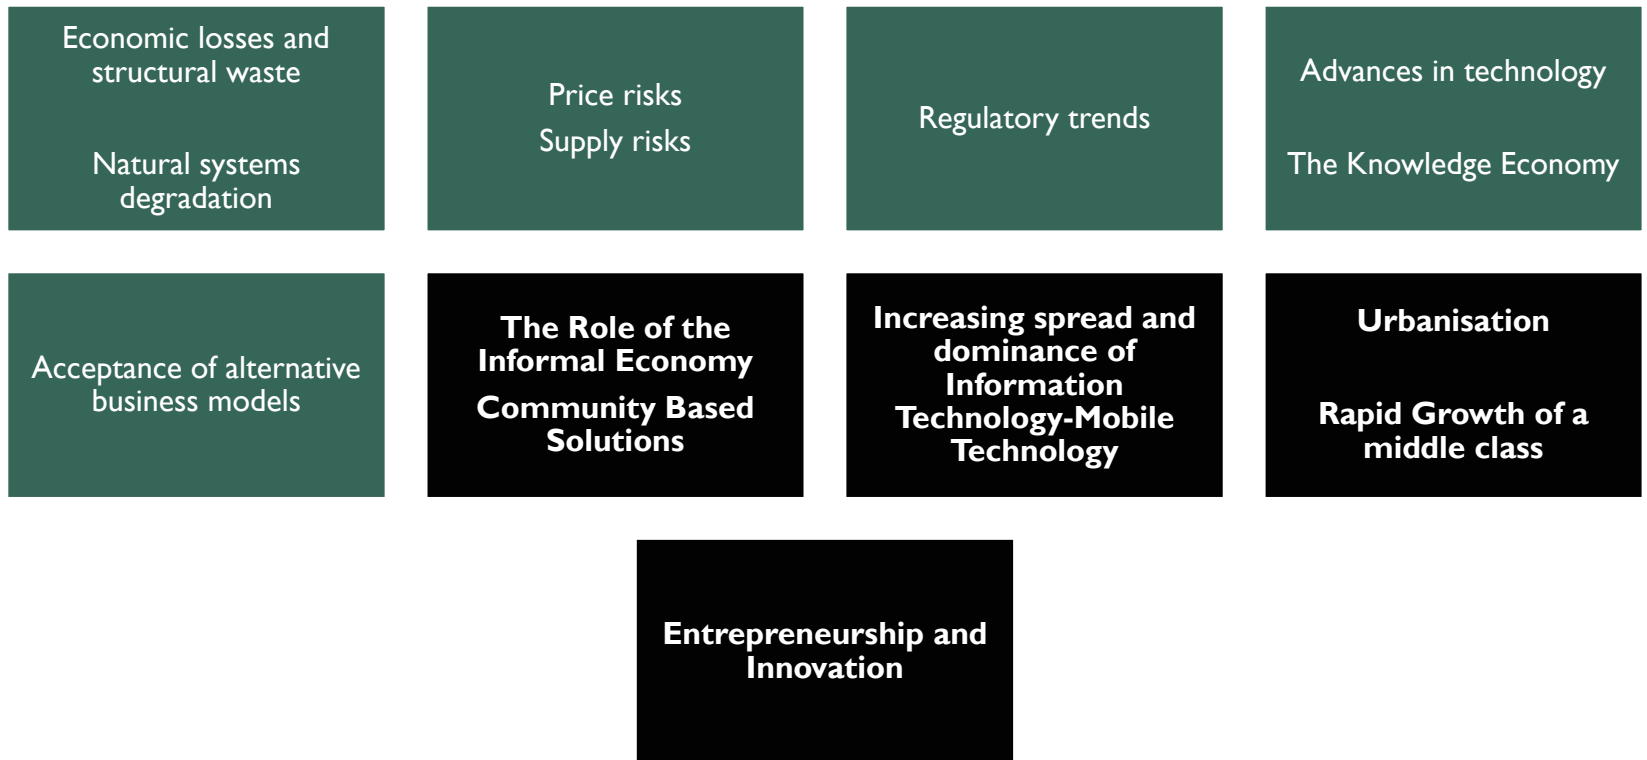 Economic losses and
structural waste
Natural systems
degradation
Price risks
Supply risks
Regulatory trends
Advances in technology
The Knowledge Economy
Acceptance of alternative
business models
The Role of the
Informal Economy
Community Based
Solutions
Increasing spread and
dominance of
Information
Technology-Mobile
Technology
Urbanisation
Rapid Growth of a
middle class
Entrepreneurship and
Innovation